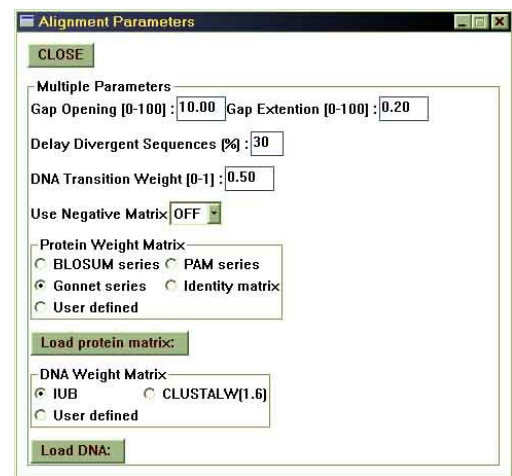 Alignment Parameters
CLOSE
Multiple Parameters
Gap Opening [0-100] : 10.00 Gap Extention [0-100] : 0.20
Delay Divergent Sequences (%) : 30
DNA Transition Weight [0-1] : 0.50
Use Negative Matrix OFF
Protein Weight Matrix
BLOSUM series PAM series
Gonnet series Identity matrix
User defined
Load protein matrix:
DNA Weight Matrix
IUB CLUSTALW(1.6)
User defined
Load DNA: